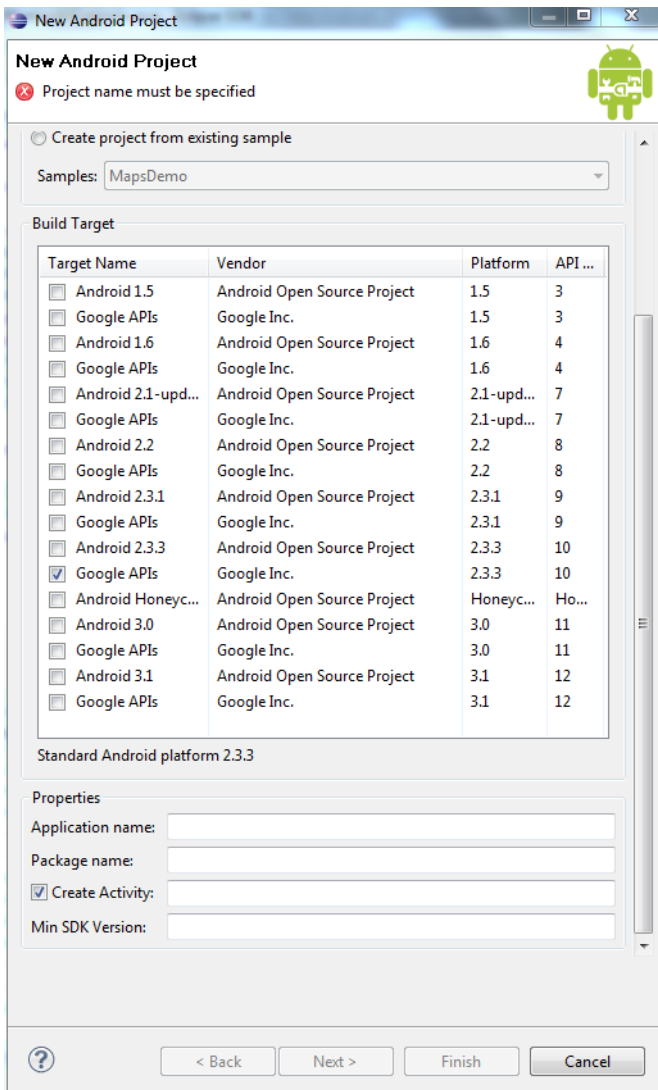 New Android Project
New Android Project
Project name must be specified
Create project from existing sample
Samples: MapsDemo
Build Target
Target Name Vendor Platform API ...
Android 1.5 Android Open Source Project 1.5 3
Google APIs Google Inc. 1.5 3
Android 1.6 Android Open Source Project 1.6 4
Google APIs Google Inc. 1.6 4
Android 2.1-upd... Android Open Source Project 2.1-upd... 7
Google APIs Google Inc. 2.1-upd... 7
Android 2.2 Android Open Source Project 2.2 8
Google APIs Google Inc. 2.2 8
Android 2.3.1 Android Open Source Project 2.3.1 9
Google APIs Google Inc. 2.3.1 9
Android 2.3.3 Android Open Source Project 2.3.3 10
Google APIs Google Inc. 2.3.3 10
Android Honeyc... Android Open Source Project Honeyc... Ho...
Android 3.0 Android Open Source Project 3.0 11
Google APIs Google Inc. 3.0 11
Android 3.1 Android Open Source Project 3.1 12
Google APIs Google Inc. 3.1 12
Standard Android platform 2.3.3
Properties
Application name:
Package name:
Create Activity:
Min SDK Version:
? < Back Next > Finish Cancel